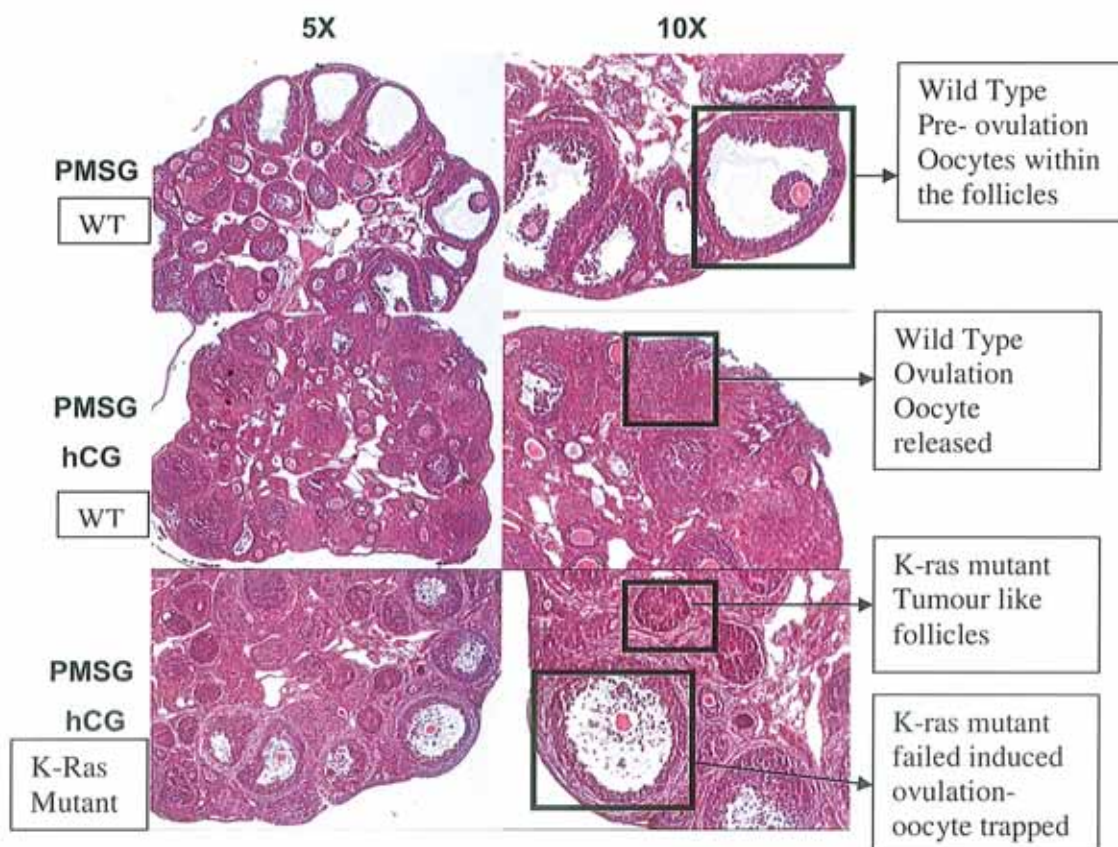 5X
10X
PMSG
WT
Wild Type
Pre- ovulation
Oocytes within
the follicles
PMSG
hCG
WT
Wild Type
Ovulation
Oocyte
released
PMSG
hCG
K-Ras
Mutant
K-ras mutant
Tumour like
follicles
K-ras mutant
failed induced
ovulation-
oocyte trapped